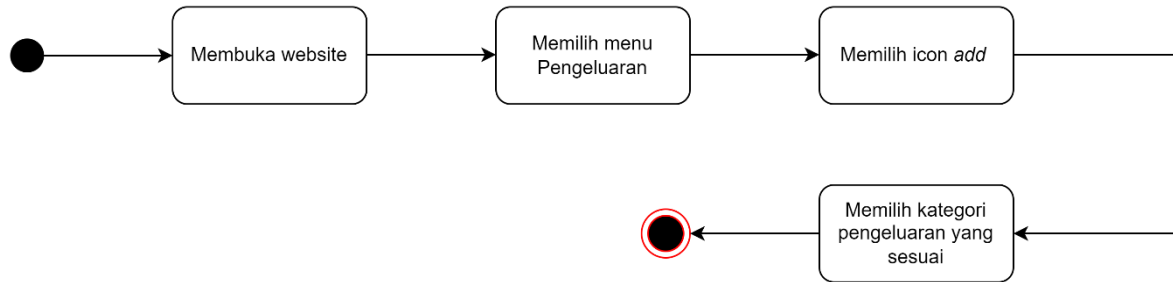 Membuka website
Memilih menu
Pengeluaran
Memilih icon add
Memilih kategori
pengeluaran yang
sesuai